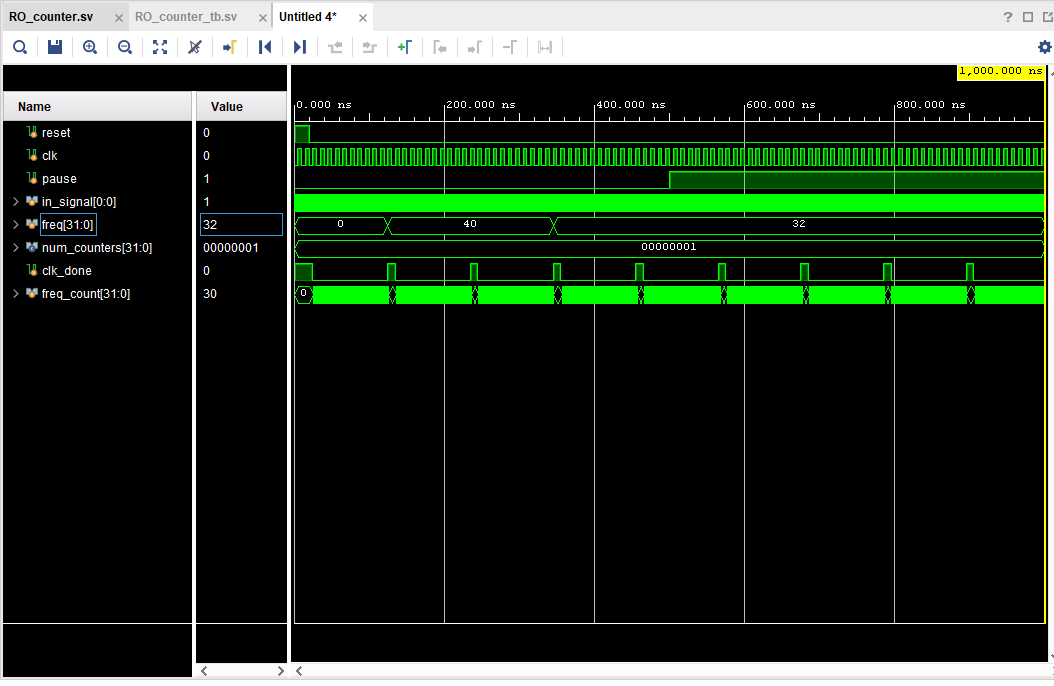 RO_counter.sv RO_counter_tb.sv Untitled 4*
1,000.000 ns
Name Value 0.000 ns 200.000 ns 400.000 ns 600.000 ns 800.000 ns
reset 0
clk 0
pause 1
in_signal[0:0] 1
freq[31:0] 32 0 40 32
num_counters[31:0] 00000001 00000001
clk_done 0
freq_count[31:0] 30 0